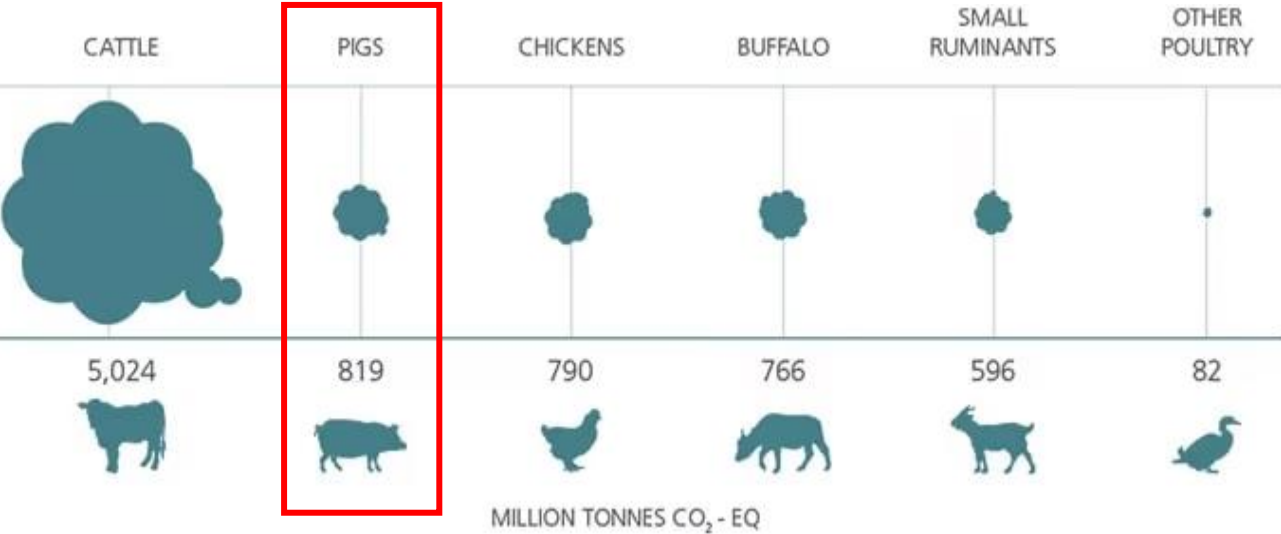 CATTLE
PIGS
CHICKENS
BUFFALO
SMALL
RUMINANTS
OTHER
POULTRY
5,024
819
790
766
596
82
MILLION TONNES CO₂ - EQ